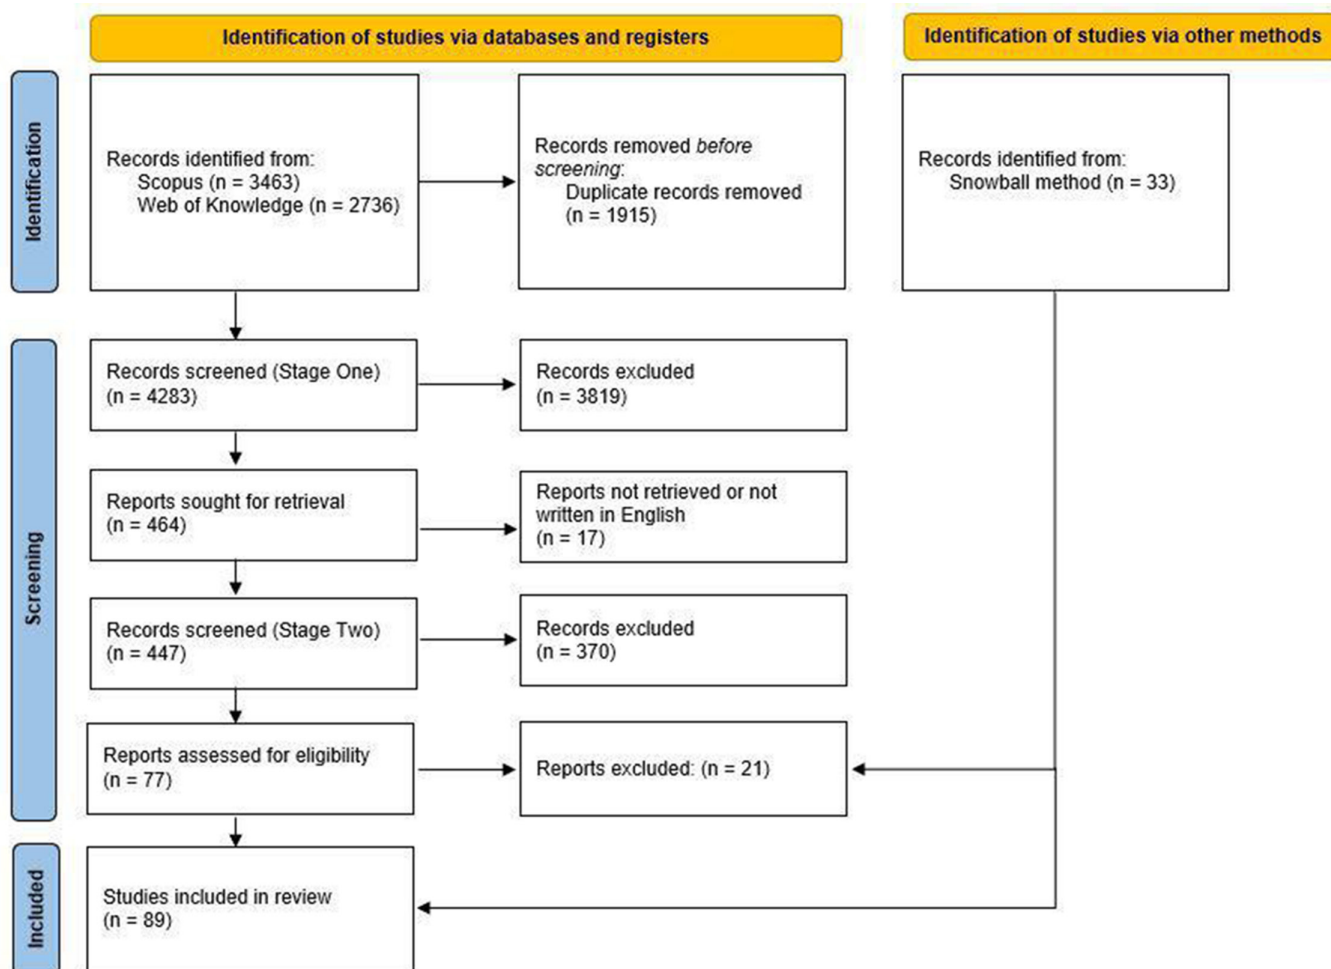 Identification of studies via databases and registers
Identification of studies via other methods
Identification
Records identified from:
Scopus (n = 3463)
Web of Knowledge (n = 2736)
Records removed before
screening:
Duplicate records removed
(n = 1915)
Records identified from:
Snowball method (n = 33)
Screening
Records screened (Stage One)
(n = 4283)
Records excluded
(n = 3819)
Reports sought for retrieval
(n = 464)
Reports not retrieved or not
written in English
(n = 17)
Records screened (Stage Two)
(n = 447)
Records excluded
(n = 370)
Reports assessed for eligibility
(n = 77)
Reports excluded: (n = 21)
Included
Studies included in review
(n = 89)